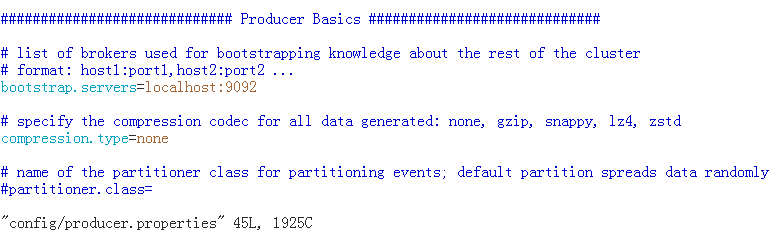 ############################# Producer Basics #############################
# list of brokers used for bootstrapping knowledge about the rest of the cluster
# format: host1:port1,host2:port2 ...
bootstrap.servers=localhost:9092
# specify the compression codec for all data generated: none, gzip, snappy, lz4, zstd
compression.type=none
# name of the partitioner class for partitioning events; default partition spreads data randomly
#partitioner.class=
"config/producer.properties" 45L, 1925C